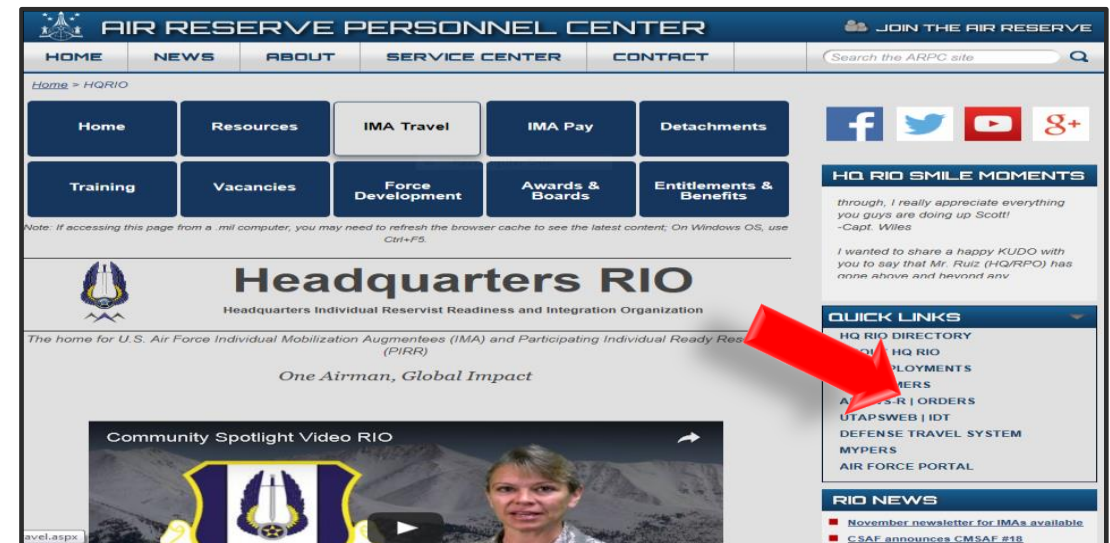 AIR RESERVE PERSONNEL CENTER
JOIN THE AIR RESERVE
HOME NEWS ABOUT SERVICE CENTER CONTACT
Search the ARPC site
Home > HQRIO
Home Resources IMA Travel IMA Pay Detachments
Training Vacancies Force Development Awards & Boards Entitlements & Benefits
Note: If accessing this page from a .mil computer, you may need to refresh the browser cache to see the latest content; On Windows OS, use
Ctrl+F5.
Headquarters RIO
Headquarters Individual Reservist Readiness and Integration Organization
The home for U.S. Air Force Individual Mobilization Augmentees (IMA) and Participating Individual Ready
(PIRR)
One Airman, Global Impact
Community Spotlight Video RIO
avel.aspx
f
8+
HQ RIO SMILE MOMENTS
through, I really appreciate everything
you guys are doing up Scott!
-Capt. Wiles
I wanted to share a happy KUDO with
you to say that Mr. Ruiz (HQ/RPO) has
gone above and beyond any
QUICK LINKS
HQ RIO DIRECTORY
HQ RIO
R | ORDERS
UTAPSWEB | IDT
DEFENSE TRAVEL SYSTEM
MYPERS
AIR FORCE PORTAL
RIO NEWS
November newsletter for IMAs available
CSAF announces CMSAF #18